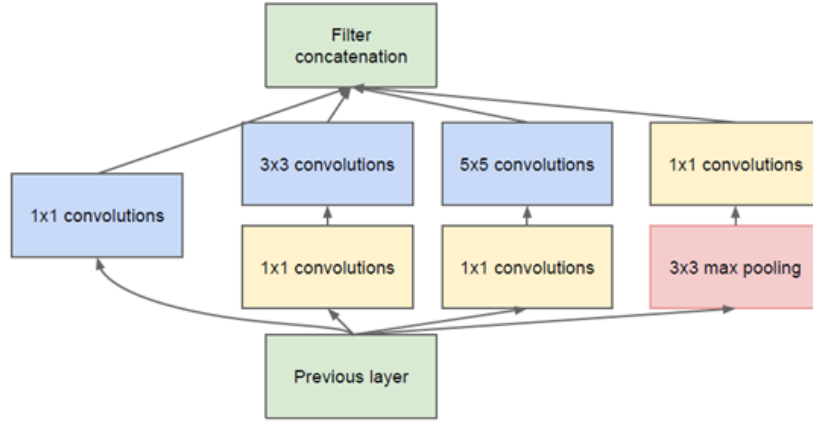 Filter
concatenation
3x3 convolutions
5x5 convolutions
1x1 convolutions
1x1 convolutions
1x1 convolutions
1x1 convolutions
3x3 max pooling
Previous layer